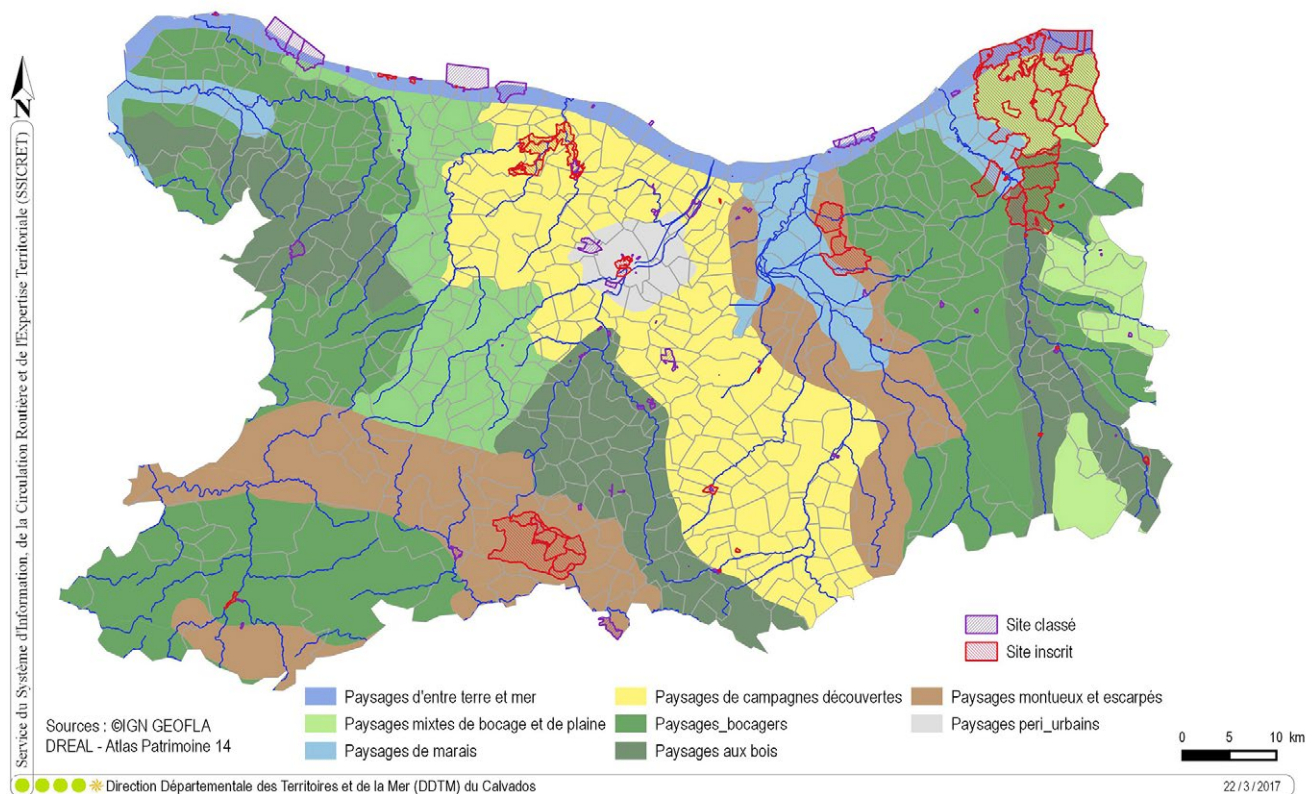 N
Service du Système d'Information, de la Circulation Routière et de l'Expertise Territoriale (SSICRET)
Site classé
Site inscrit
Paysages d'entre terre et mer
Paysages mixtes de bocage et de plaine
Paysages de marais
Paysages de campagnes découvertes
Paysages_bocagers
Paysages aux bois
Paysages montueux et escarpés
Paysages peri_urbains
Sources : ©IGN GEOFLA
DREAL - Atlas Patrimoine 14
0 5 10 km
Direction Départementale des Territoires et de la Mer (DDTM) du Calvados
22 / 3 / 2017